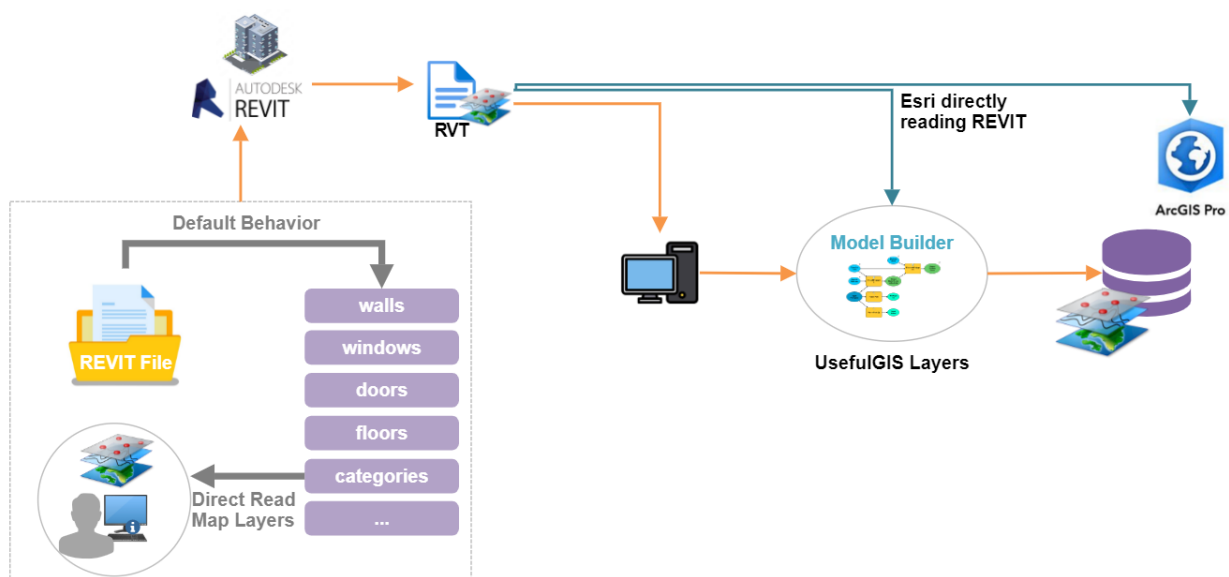 AUTODESK
REVIT
RVT
Esri directly
reading REVIT
ArcGIS Pro
Default Behavior
REVIT File
walls
windows
doors
floors
categories
...
Direct Read
Map Layers
Model Builder
UsefulGIS Layers